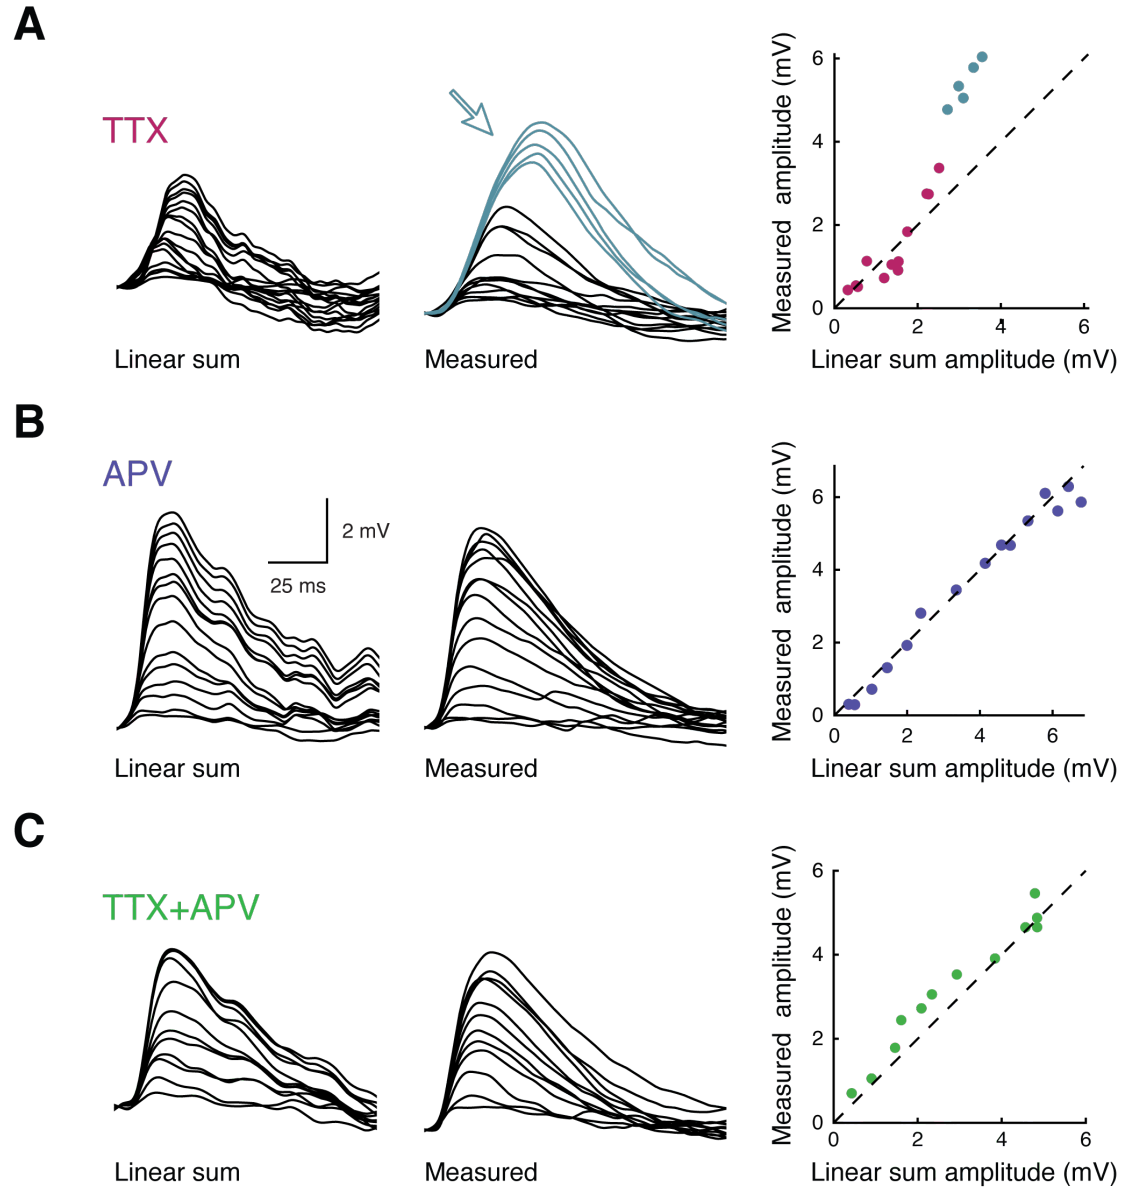 A
TTX
Linear sum
Measured
Measured amplitude (mV)
6
4
2
0
0 2 4 6
Linear sum amplitude (mV)
B
APV
2 mV
25 ms
Linear sum
Measured
Measured amplitude (mV)
6
4
2
0
0 2 4 6
Linear sum amplitude (mV)
C
TTX+APV
Linear sum
Measured
Measured amplitude (mV)
6
4
2
0
0 2 4 6
Linear sum amplitude (mV)